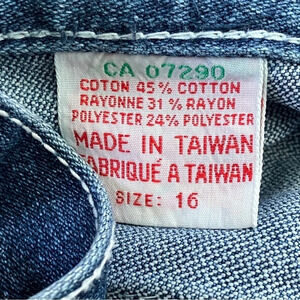 CA 07290
COTON 45% COTTON
RAYONNE 31% RAYON
POLYESTER 24% POLYESTER
MADE IN TAIWAN
FABRIQUÉ A TAIWAN
SIZE: 16